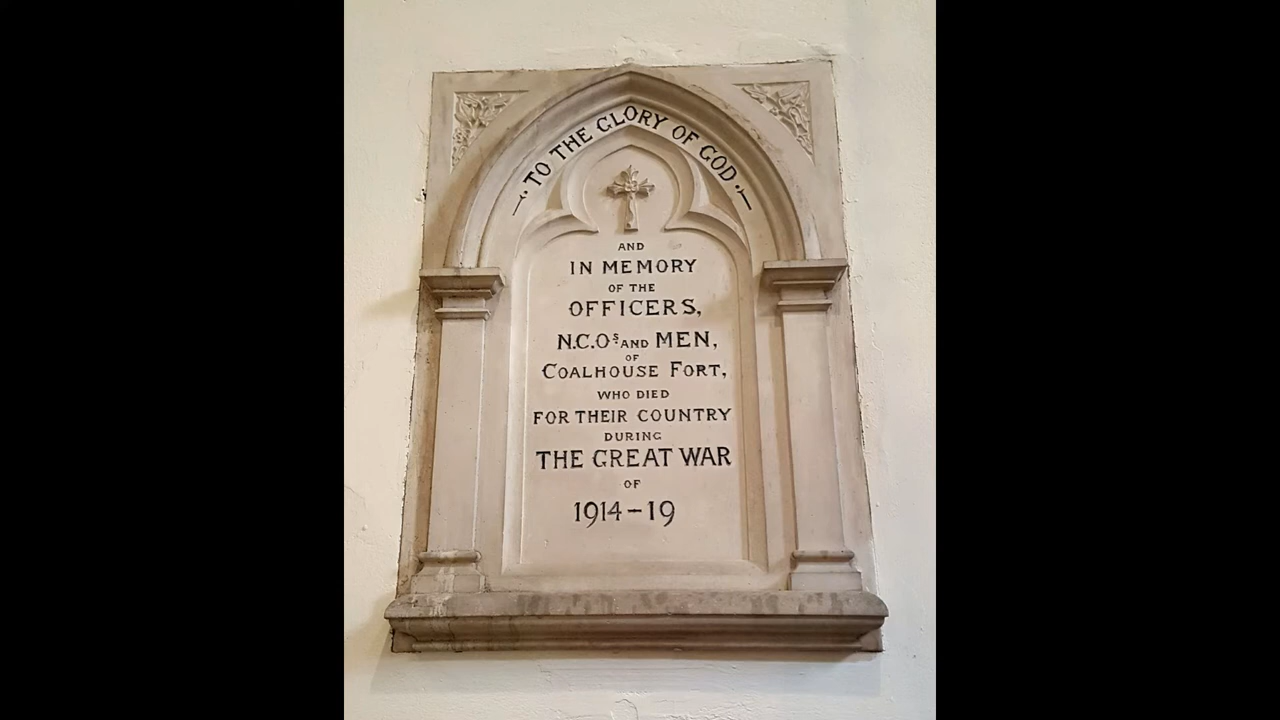 TO THE GLORY OF GOD
AND
IN MEMORY
OF THE
OFFICERS,
N.C.Os AND MEN,
OF
COALHOUSE FORT,
WHO DIED
FOR THEIR COUNTRY
DURING
THE GREAT WAR
OF
1914-19